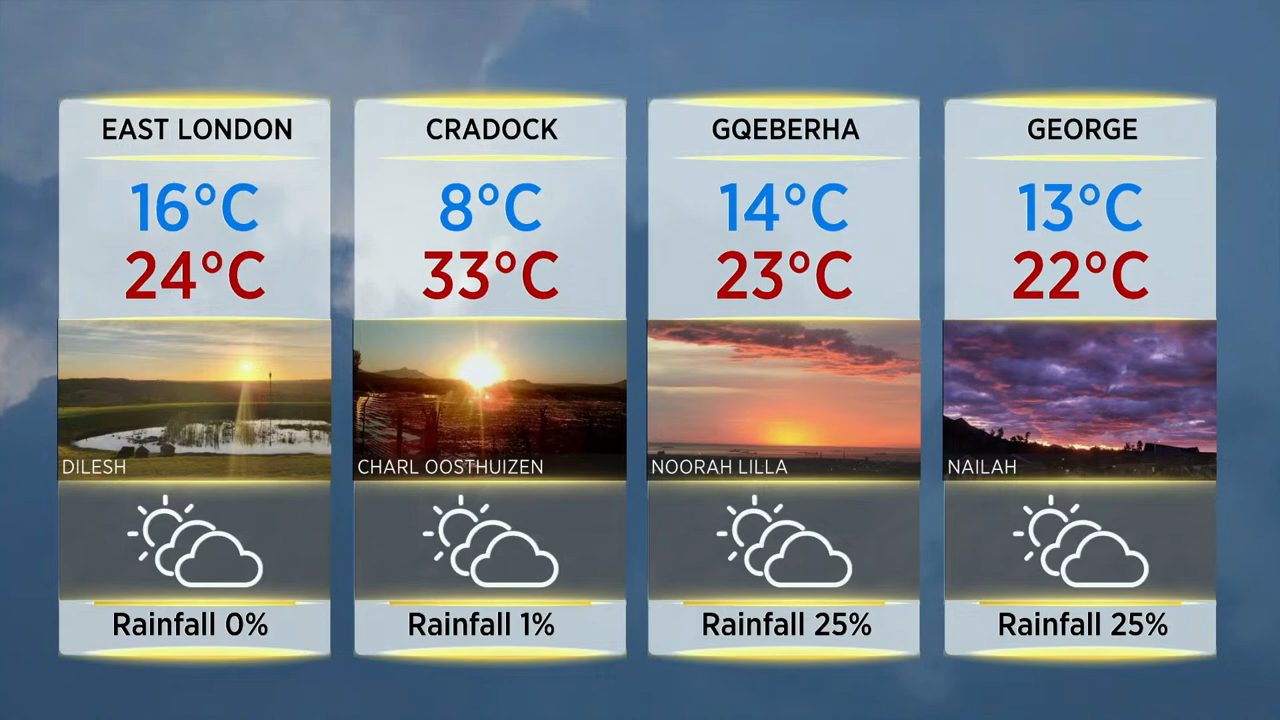 EAST LONDON
16°C
24°C
DILESH
Rainfall 0%
CRADOCK
8°C
33°C
CHARL OOSTHUIZEN
Rainfall 1%
GQEBERHA
14°C
23°C
NOORAH LILLA
Rainfall 25%
GEORGE
13°C
22°C
NAILAH
Rainfall 25%